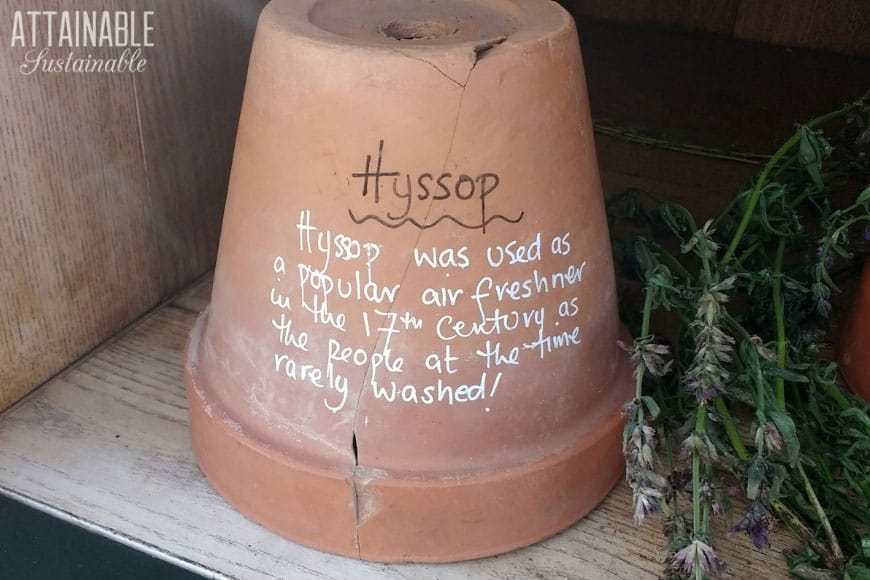 ATTAINABLE
Sustainable
Hyssop
Hyssop was used as
a popular air freshner
in the 17th Century as
the people at the time
rarely washed!